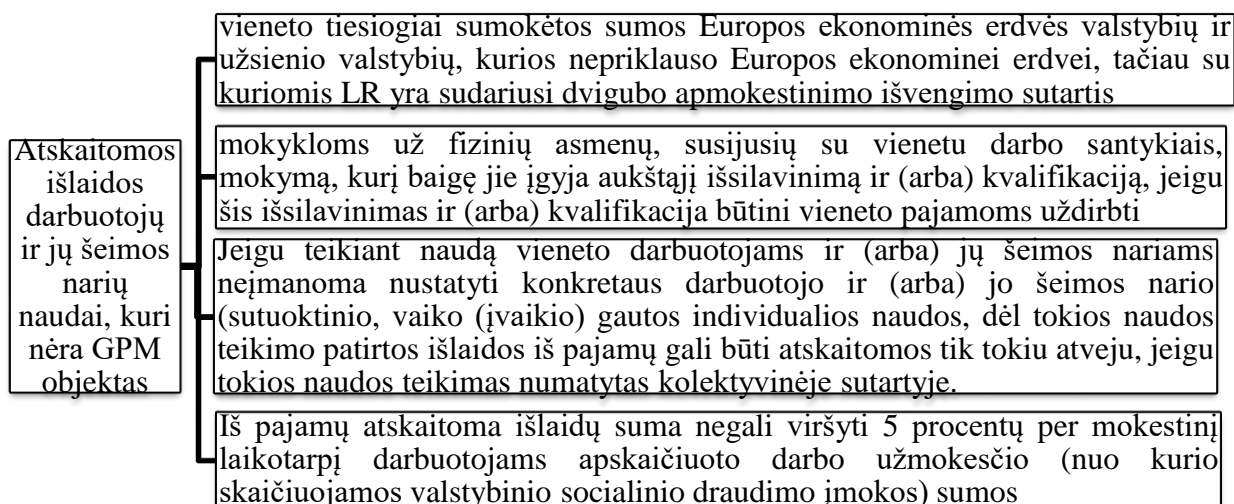 Atskaitomos
išlaidos
darbuotojų
ir jų šeimos
narių
naudai, kuri
nėra GPM
objektas
vieneto tiesiogiai sumokėtos sumos Europos ekonominės erdvės valstybių ir
užsienio valstybių, kurios nepriklauso Europos ekonominei erdvei, tačiau su
kuriomis LR yra sudariusi dvigubo apmokestinimo išvengimo sutartis
mokykloms už fizinių asmenų, susijusių su vienetu darbo santykiais,
mokymą, kurį baigę jie įgyja aukštąjį išsilavinimą ir (arba) kvalifikaciją, jeigu
šis išsilavinimas ir (arba) kvalifikacija būtini vieneto pajamoms uždirbti
Jeigu teikiant naudą vieneto darbuotojams ir (arba) jų šeimos nariams
neįmanoma nustatyti konkretaus darbuotojo ir (arba) jo šeimos nario
(sutuoktinio, vaiko (įvaikio) gautos individualios naudos, dėl tokios naudos
teikimo patirtos išlaidos iš pajamų gali būti atskaitomos tik tokiu atveju, jeigu
tokios naudos teikimas numatytas kolektyvinėje sutartyje.
Iš pajamų atskaitoma išlaidų suma negali viršyti 5 procentų per mokestinį
laikotarpį darbuotojams apskaičiuoto darbo užmokesčio (nuo kurio
skaičiuojamos valstybinio socialinio draudimo įmokos) sumos